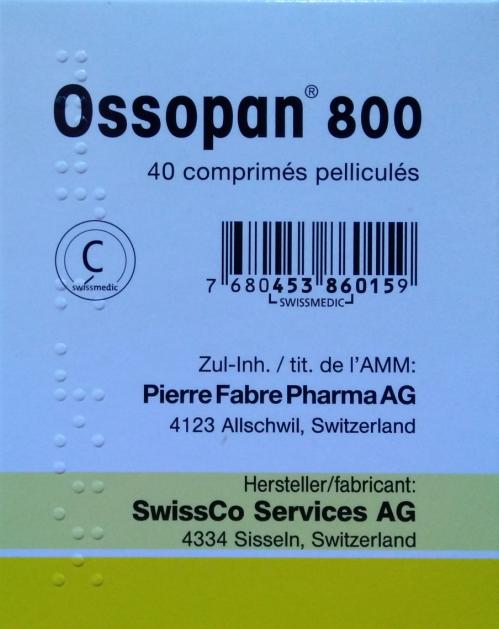 Ossopan® 800
40 comprimés pelliculés
C
swissmedic
7 680453 860159
SWISSMEDIC
Zul-Inh. / tit. de l'AMM:
Pierre Fabre Pharma AG
4123 Allschwil, Switzerland
Hersteller/fabricant:
SwissCo Services AG
4334 Sisseln, Switzerland